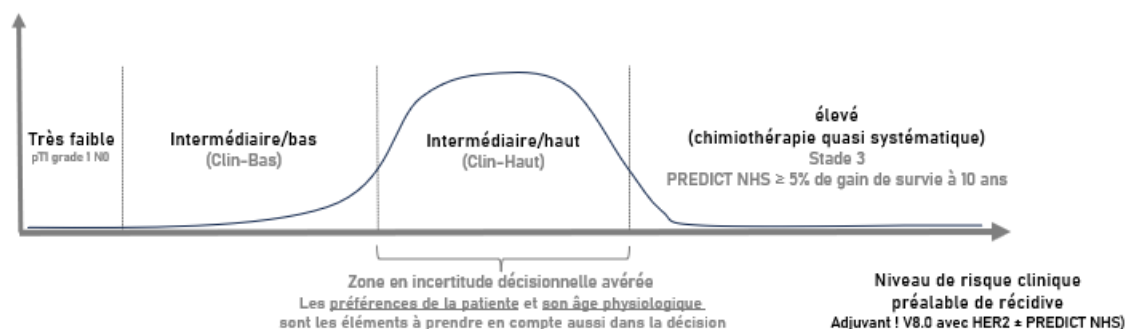 Très faible
pT1 grade 1 N0
Intermédiaire/bas
(Clin-Bas)
Intermédiaire/haut
(Clin-Haut)
élevé
(chimiothérapie quasi systématique)
Stade 3
PREDICT NHS ≥ 5% de gain de survie à 10 ans
Zone en incertitude décisionnelle avérée
Les préférences de la patiente et son âge physiologique
sont les éléments à prendre en compte aussi dans la décision
Niveau de risque clinique
préalable de récidive
Adjuvant ! V8.0 avec HER2 ± PREDICT NHS)